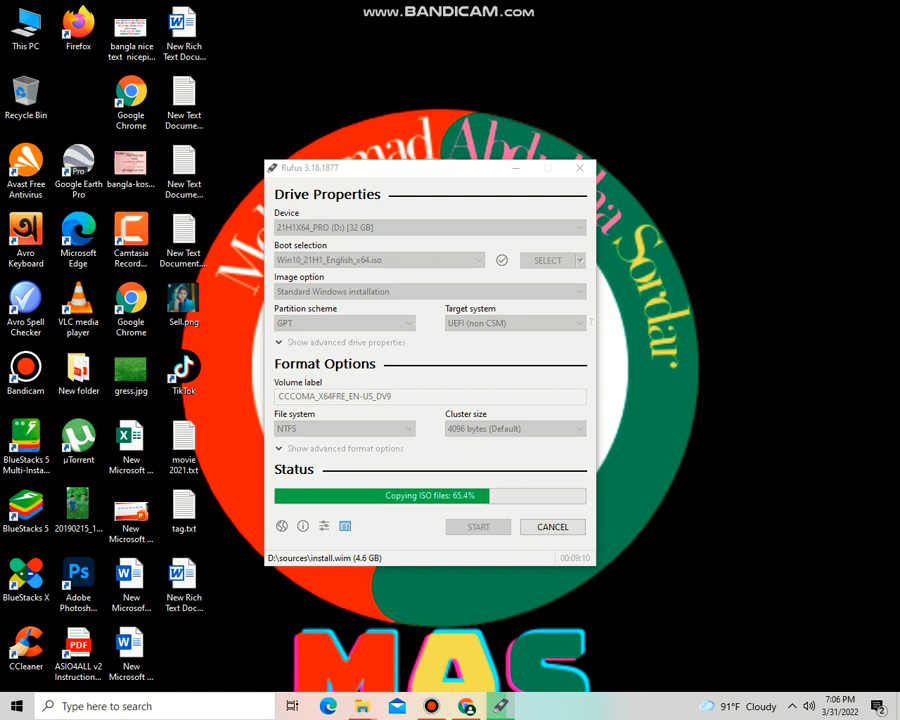 www.BANDICAM.com
This PC
Firefox
bangla nice
text nicepi...
New Rich
Text Docu...
Recycle Bin
Google
Chrome
New Text
Docume...
Avast Free
Antivirus
Google Earth
Pro
bangla-kos...
New Text
Docume...
Avro
Keyboard
Microsoft
Edge
Camtasia
Record...
New Text
Document...
Avro Spell
Checker
VLC media
player
Google
Chrome
Sell.png
Bandicam
New folder
gress.jpg
TikTok
BlueStacks 5
Multi-Insta...
µTorrent
New
Microsoft ...
movie
2021.txt
BlueStacks 5
20190215_1...
New
Microsoft ...
tag.txt
BlueStacks X
Adobe
Photosh...
New
Microsof...
New Rich
Text Doc...
CCleaner
ASIO4ALL v2
Instruction...
New
Microsoft ...
Abdulla
Sordar
Rufus 3.18.1877
Drive Properties
Device
21H1X64_PRO (D:) [32 GB]
Boot selection
Win10_21H1_English_x64.iso
SELECT
Image option
Standard Windows installation
Partition scheme
Target system
GPT
UEFI (non CSM)
?
Show advanced drive properties
Format Options
Volume label
CCCOMA_X64FRE_EN-US_DV9
File system
Cluster size
NTFS
4096 bytes (Default)
Show advanced format options
Status
Copying ISO files: 65.4%
START
CANCEL
D:\sources\install.wim (4.6 GB)
00:09:10
MAS
Type here to search
91°F Cloudy
7:06 PM
3/31/2022
2